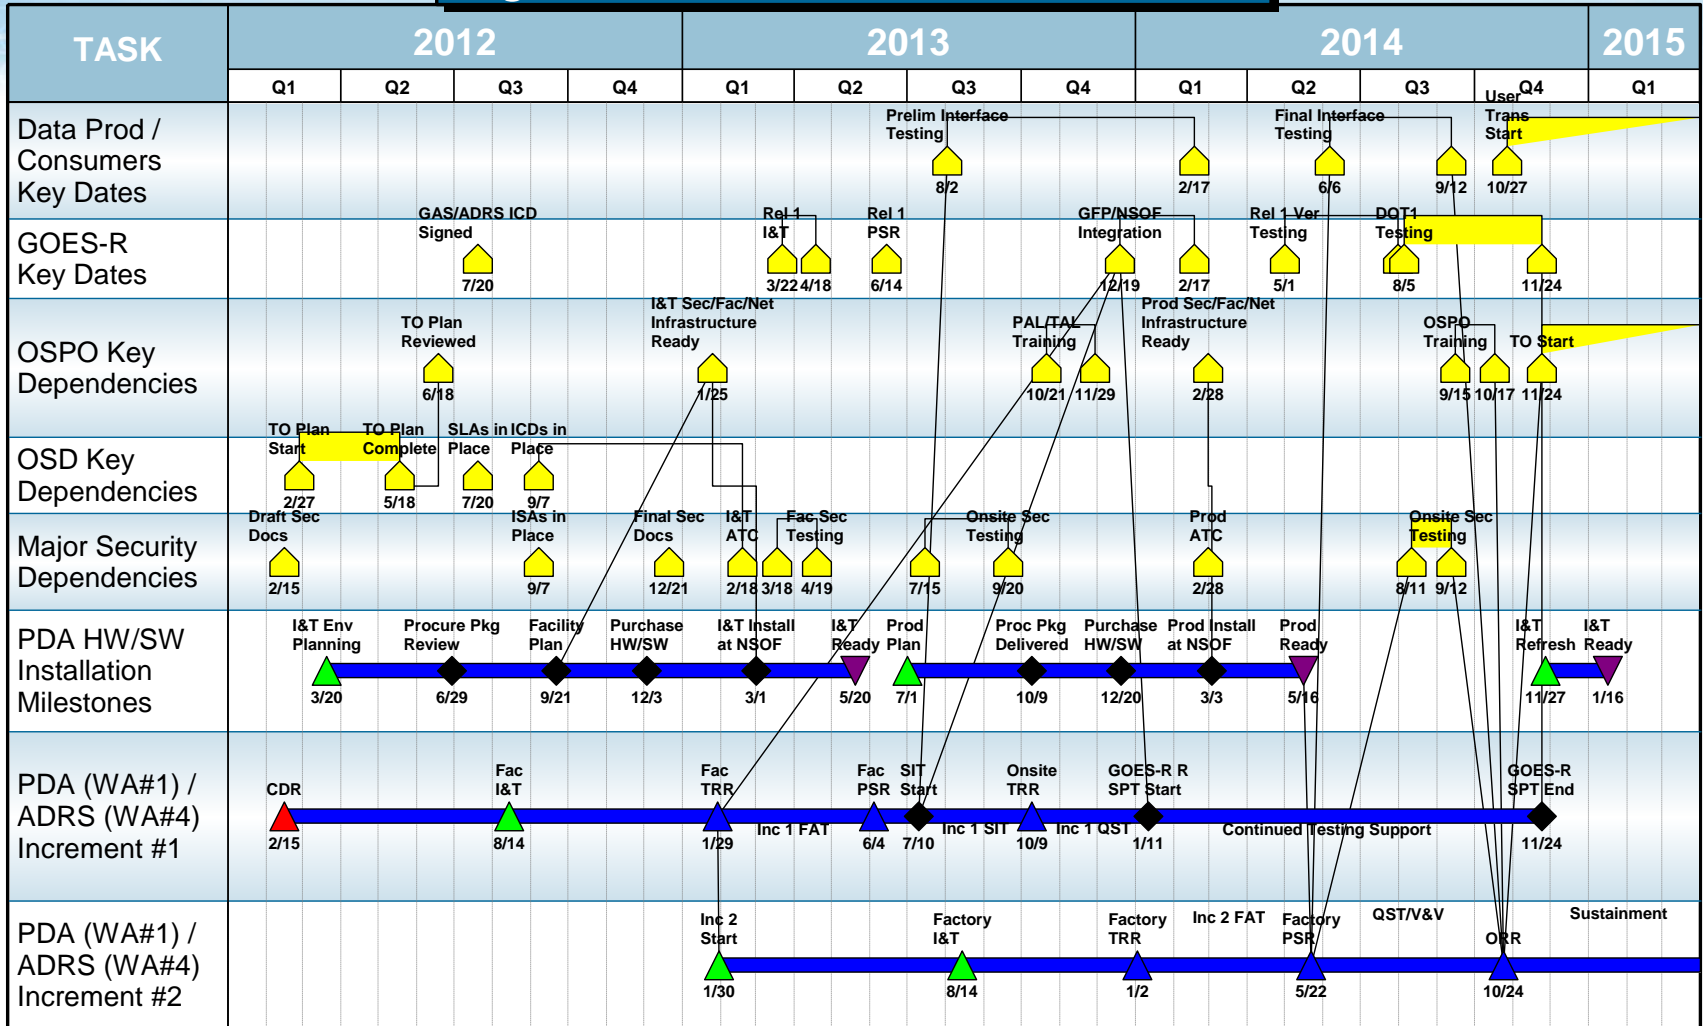 TASK
2012
2013
2014
2015
Q1 Q2 Q3 Q4 Q1 Q2 Q3 Q4 Q1 Q2 Q3 Q4 Q1
Data Prod /
Consumers
Key Dates
Prelim Interface
Testing
8/2
2/17
Final Interface
Testing
6/6
9/12
User
Trans
Start
10/27
GOES-R
Key Dates
GAS/ADRS ICD
Signed
7/20
Rel 1
I&T
3/22
4/18
Rel 1
PSR
6/14
GFP/NSOF
Integration
12/19
2/17
Rel 1 Ver
Testing
5/1
DOT1
Testing
8/5
11/24
OSPO Key
Dependencies
TO Plan
Reviewed
6/18
I&T Sec/Fac/Net
Infrastructure
Ready
1/25
PAL/TAL
Training
10/21
11/29
Prod Sec/Fac/Net
Infrastructure
Ready
2/28
OSPO
Training
9/15
10/17
TO Start
11/24
OSD Key
Dependencies
TO Plan
Start
2/27
TO Plan
Complete
5/18
SLAs in
Place
7/20
ICDs in
Place
9/7
Major Security
Dependencies
Draft Sec
Docs
2/15
ISAs in
Place
9/7
Final Sec
Docs
12/21
I&T
ATC
2/18
Fac Sec
Testing
3/18
4/19
Onsite Sec
Testing
7/15
9/20
Prod
ATC
2/28
Onsite Sec
Testing
8/11
9/12
PDA HW/SW
Installation
Milestones
I&T Env
Planning
3/20
Procure Pkg
Review
6/29
Facility
Plan
9/21
Purchase
HW/SW
12/3
I&T Install
at NSOF
3/1
I&T
Ready
5/20
Prod
Plan
7/1
Proc Pkg
Delivered
10/9
Purchase
HW/SW
12/20
Prod Install
at NSOF
3/3
Prod
Ready
5/16
I&T
Refresh
11/27
I&T
Ready
1/16
PDA (WA#1) /
ADRS (WA#4)
Increment #1
CDR
2/15
Fac
I&T
8/14
Fac
TRR
1/29
Inc 1 FAT
Fac
PSR
6/4
SIT
Start
7/10
Inc 1 SIT
Onsite
TRR
10/9
Inc 1 QST
GOES-R R
SPT Start
1/11
Continued Testing Support
GOES-R
SPT End
11/24
PDA (WA#1) /
ADRS (WA#4)
Increment #2
Inc 2
Start
1/30
Factory
I&T
8/14
Factory
TRR
1/2
Inc 2 FAT
Factory
PSR
5/22
QST/V&V
ORR
10/24
Sustainment